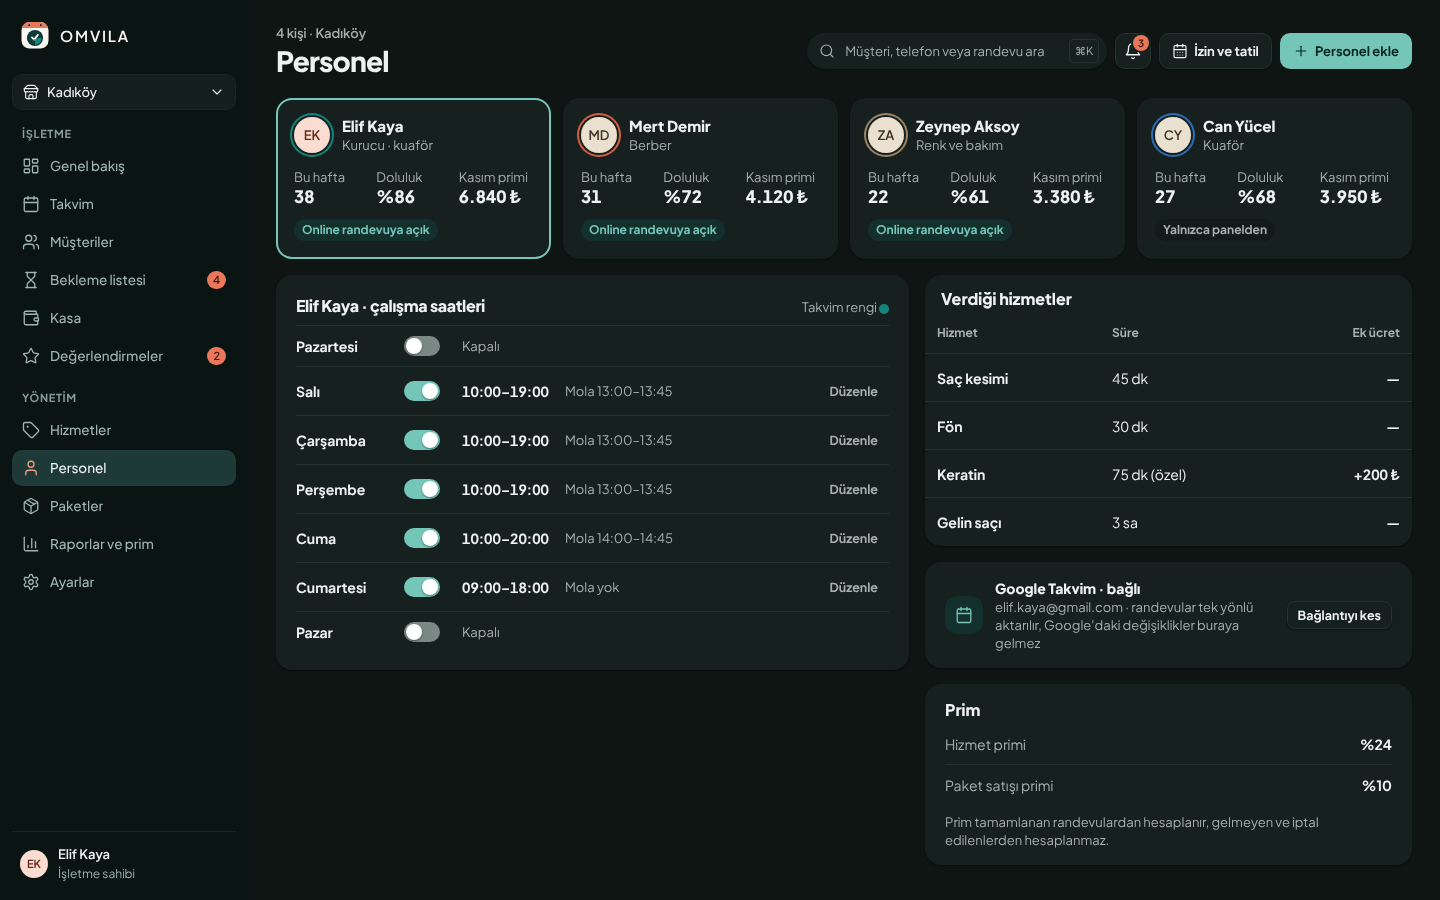 OMVILA
Kadıköy
İŞLETME
Genel bakış
Takvim
Müşteriler
Bekleme listesi 4
Kasa
Değerlendirmeler 2
YÖNETİM
Hizmetler
Personel
Paketler
Raporlar ve prim
Ayarlar
EK
Elif Kaya
İşletme sahibi
4 kişi · Kadıköy
Personel
Müşteri, telefon veya randevu ara ⌘K
3
İzin ve tatil
Personel ekle
EK
Elif Kaya
Kurucu · kuaför
Bu hafta Doluluk Kasım primi
38 %86 6.840 ₺
Online randevuya açık
MD
Mert Demir
Berber
Bu hafta Doluluk Kasım primi
31 %72 4.120 ₺
Online randevuya açık
ZA
Zeynep Aksoy
Renk ve bakım
Bu hafta Doluluk Kasım primi
22 %61 3.380 ₺
Online randevuya açık
CY
Can Yücel
Kuaför
Bu hafta Doluluk Kasım primi
27 %68 3.950 ₺
Yalnızca panelden
Elif Kaya · çalışma saatleri Takvim rengi
Pazartesi Kapalı
Salı 10:00–19:00 Mola 13:00–13:45 Düzenle
Çarşamba 10:00–19:00 Mola 13:00–13:45 Düzenle
Perşembe 10:00–19:00 Mola 13:00–13:45 Düzenle
Cuma 10:00–20:00 Mola 14:00–14:45 Düzenle
Cumartesi 09:00–18:00 Mola yok Düzenle
Pazar Kapalı
Verdiği hizmetler
Hizmet Süre Ek ücret
Saç kesimi 45 dk —
Fön 30 dk —
Keratin 75 dk (özel) +200 ₺
Gelin saçı 3 sa —
Google Takvim · bağlı
elif.kaya@gmail.com · randevular tek yönlü
aktarılır, Google'daki değişiklikler buraya
gelmez
Bağlantıyı kes
Prim
Hizmet primi %24
Paket satışı primi %10
Prim tamamlanan randevulardan hesaplanır, gelmeyen ve iptal
edilenlerden hesaplanmaz.